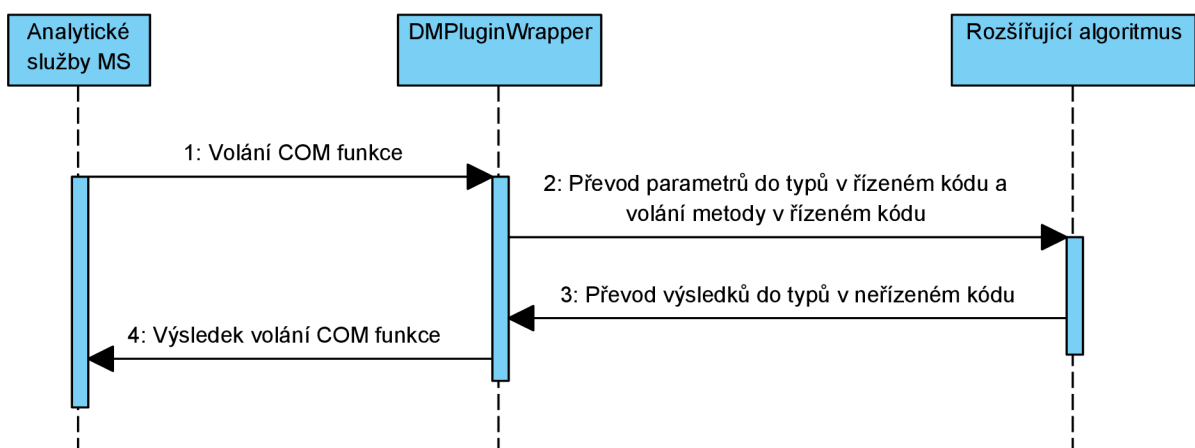 Analytické
služby MS
DMPluginWrapper
Rozšířující algoritmus
1: Volání COM funkce
2: Převod parametrů do typů v řízeném kódu a
volání metody v řízeném kódu
3: Převod výsledků do typů v neřízeném kódu
4: Výsledek volání COM funkce